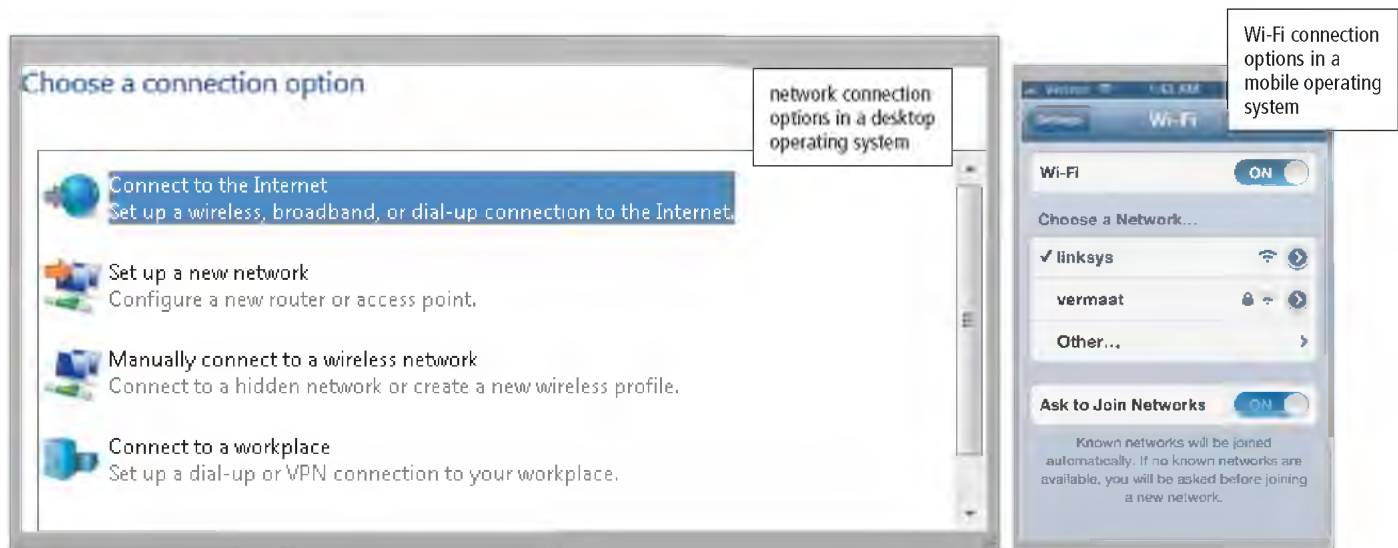 Choose a connection option
network connection
options in a desktop
operating system
Connect to the Internet
Set up a wireless, broadband, or dial-up connection to the Internet.
Set up a new network
Configure a new router or access point.
Manually connect to a wireless network
Connect to a hidden network or create a new wireless profile.
Connect to a workplace
Set up a dial-up or VPN connection to your workplace.
Wi-Fi connection
options in a
mobile operating
system
Settings
Wi-Fi
Wi-Fi
ON
Choose a Network...
✓ linksys
vermaat
Other...
Ask to Join Networks
ON
Known networks will be joined
automatically. If no known networks are
available, you will be asked before joining
a new network.